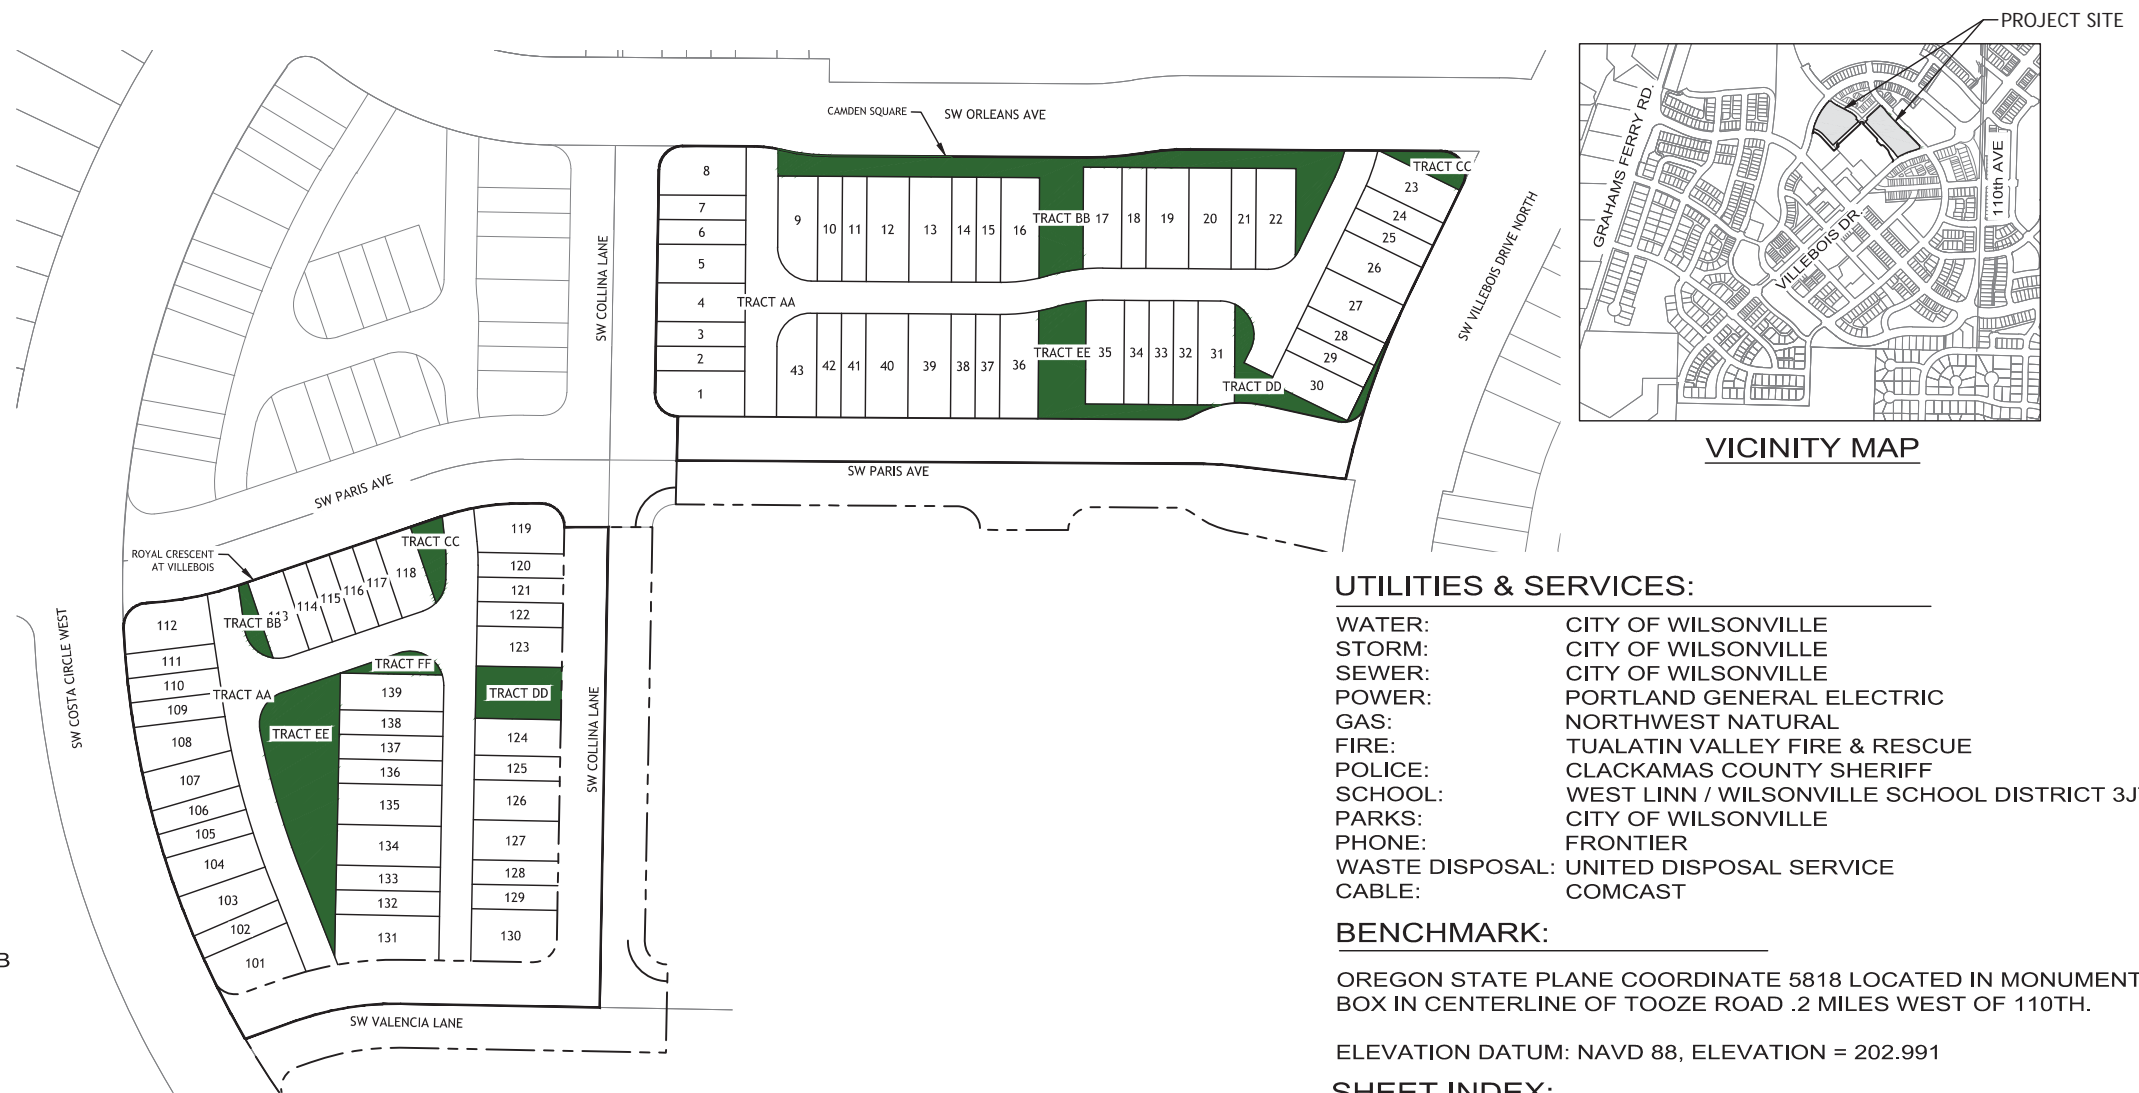 PROJECT SITE
GRAHAMS FERRY RD.
VILLEBOIS DR.
110th AVE
VICINITY MAP
CAMDEN SQUARE
SW ORLEANS AVE
SW COLLINA LANE
SW VILLEBOIS DRIVE NORTH
8
7
6
5
4
3
2
1
TRACT AA
9
10
11
12
13
14
15
16
TRACT BB
17
18
19
20
21
22
TRACT CC
23
24
25
26
27
28
29
30
TRACT DD
43
42
41
40
39
38
37
36
TRACT EE
35
34
33
32
31
SW PARIS AVE
SW PARIS AVE
ROYAL CRESCENT
AT VILLEBOIS
SW COSTA CIRCLE WEST
TRACT CC
TRACT BB
114
115
116
117
118
112
111
110
109
108
107
106
105
104
103
102
101
TRACT AA
TRACT FF
TRACT EE
139
138
137
136
135
134
133
132
131
119
120
121
122
123
TRACT DD
124
125
126
127
128
129
130
SW COLLINA LANE
SW VALENCIA LANE
B
UTILITIES & SERVICES:
WATER: CITY OF WILSONVILLE
STORM: CITY OF WILSONVILLE
SEWER: CITY OF WILSONVILLE
POWER: PORTLAND GENERAL ELECTRIC
GAS: NORTHWEST NATURAL
FIRE: TUALATIN VALLEY FIRE & RESCUE
POLICE: CLACKAMAS COUNTY SHERIFF
SCHOOL: WEST LINN / WILSONVILLE SCHOOL DISTRICT 3J
PARKS: CITY OF WILSONVILLE
PHONE: FRONTIER
WASTE DISPOSAL: UNITED DISPOSAL SERVICE
CABLE: COMCAST
BENCHMARK:
OREGON STATE PLANE COORDINATE 5818 LOCATED IN MONUMENT
BOX IN CENTERLINE OF TOOZE ROAD .2 MILES WEST OF 110TH.
ELEVATION DATUM: NAVD 88, ELEVATION = 202.991
SHEET INDEX: